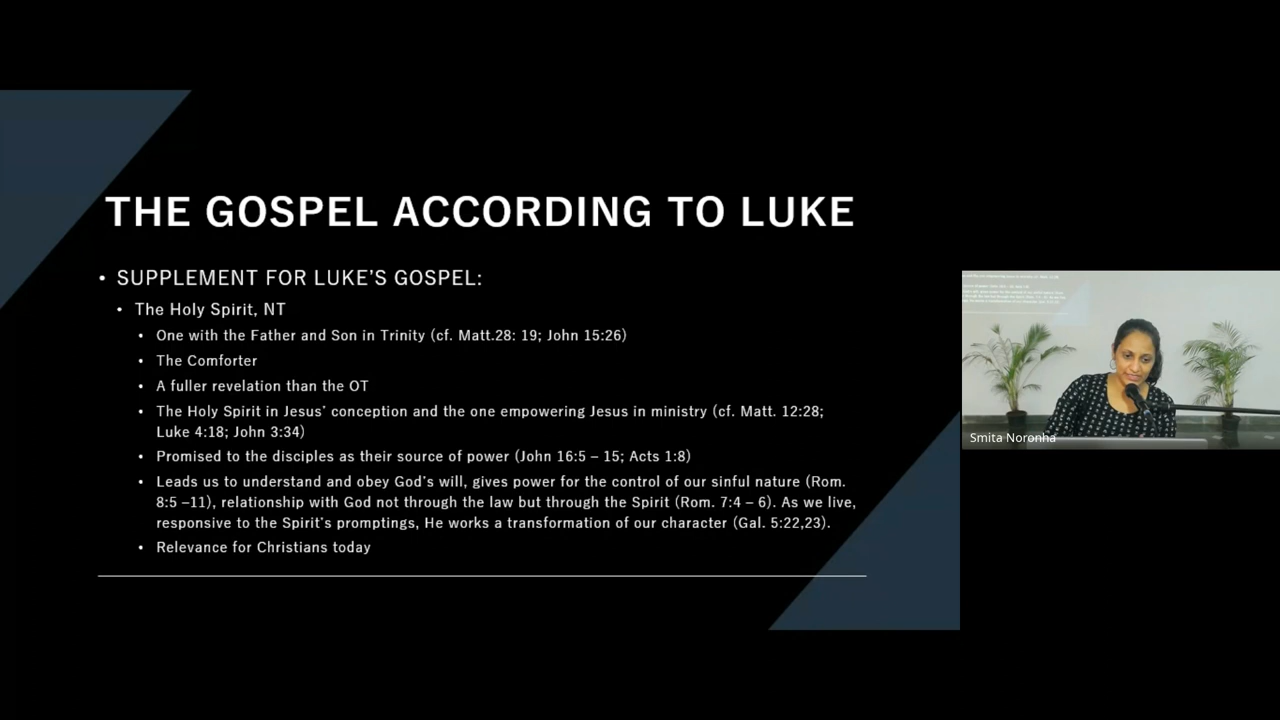 THE GOSPEL ACCORDING TO LUKE
• SUPPLEMENT FOR LUKE'S GOSPEL:
• The Holy Spirit, NT
• One with the Father and Son in Trinity (cf. Matt.28: 19; John 15:26)
• The Comforter
• A fuller revelation than the OT
• The Holy Spirit in Jesus' conception and the one empowering Jesus in ministry (cf. Matt. 12:28;
Luke 4:18; John 3:34)
• Promised to the disciples as their source of power (John 16:5 – 15; Acts 1:8)
• Leads us to understand and obey God's will, gives power for the control of our sinful nature (Rom.
8:5 –11), relationship with God not through the law but through the Spirit (Rom. 7:4 – 6). As we live,
responsive to the Spirit's promptings, He works a transformation of our character (Gal. 5:22,23).
• Relevance for Christians today
Smita Noronha